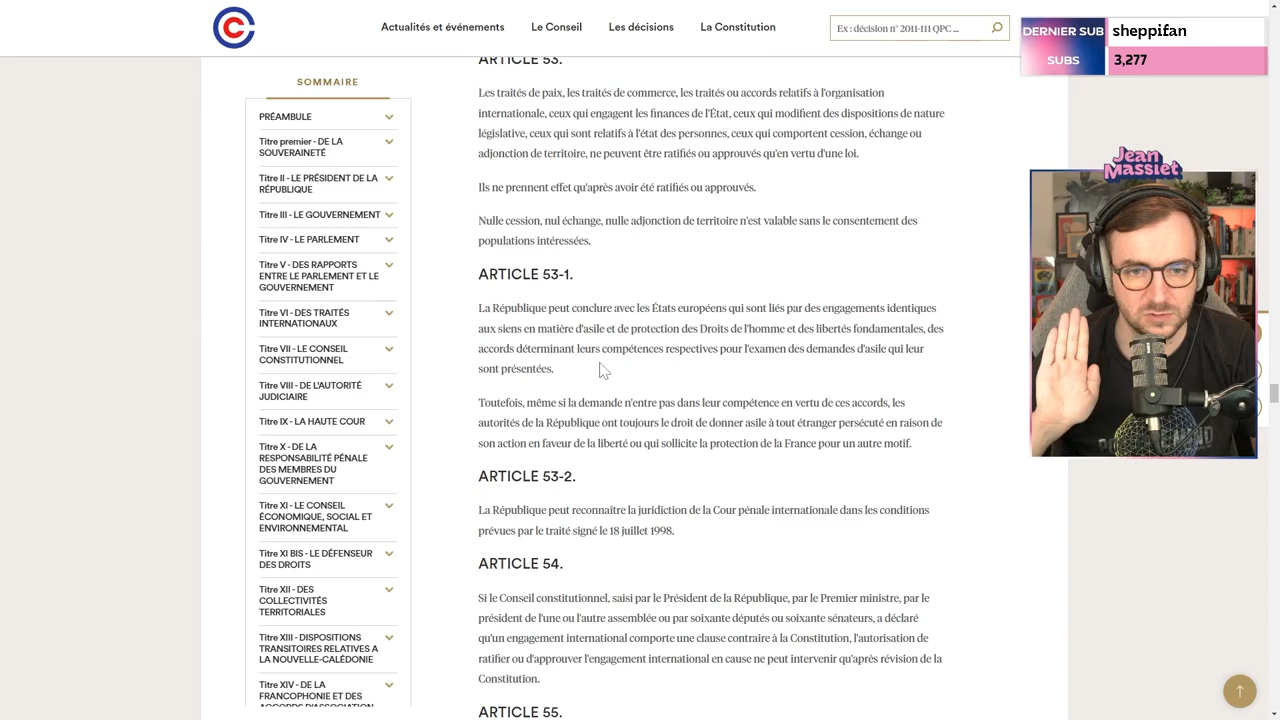 Actualités et événements
Le Conseil
Les décisions
La Constitution
Ex : décision n° 2011-111 QPC ...
DERNIER SUB
sheppifan
SUBS
3,277
Jean
Massiet
SOMMAIRE
PRÉAMBULE
Titre premier - DE LA
SOUVERAINETÉ
Titre II - LE PRÉSIDENT DE LA
RÉPUBLIQUE
Titre III - LE GOUVERNEMENT
Titre IV - LE PARLEMENT
Titre V - DES RAPPORTS
ENTRE LE PARLEMENT ET LE
GOUVERNEMENT
Titre VI - DES TRAITÉS
INTERNATIONAUX
Titre VII - LE CONSEIL
CONSTITUTIONNEL
Titre VIII - DE L'AUTORITÉ
JUDICIAIRE
Titre IX - LA HAUTE COUR
Titre X - DE LA
RESPONSABILITÉ PÉNALE
DES MEMBRES DU
GOUVERNEMENT
Titre XI - LE CONSEIL
ÉCONOMIQUE, SOCIAL ET
ENVIRONNEMENTAL
Titre XI BIS - LE DÉFENSEUR
DES DROITS
Titre XII - DES
COLLECTIVITÉS
TERRITORIALES
Titre XIII - DISPOSITIONS
TRANSITOIRES RELATIVES A
LA NOUVELLE-CALÉDONIE
Titre XIV - DE LA
FRANCOPHONIE ET DES
ACCORDS D'ASSOCIATION
ARTICLE 53.
Les traités de paix, les traités de commerce, les traités ou accords relatifs à l'organisation
internationale, ceux qui engagent les finances de l'État, ceux qui modifient des dispositions de nature
législative, ceux qui sont relatifs à l'état des personnes, ceux qui comportent cession, échange ou
adjonction de territoire, ne peuvent être ratifiés ou approuvés qu'en vertu d'une loi.
Ils ne prennent effet qu'après avoir été ratifiés ou approuvés.
Nulle cession, nul échange, nulle adjonction de territoire n'est valable sans le consentement des
populations intéressées.
ARTICLE 53-1.
La République peut conclure avec les États européens qui sont liés par des engagements identiques
aux siens en matière d'asile et de protection des Droits de l'homme et des libertés fondamentales, des
accords déterminant leurs compétences respectives pour l'examen des demandes d'asile qui leur
sont présentées.
Toutefois, même si la demande n'entre pas dans leur compétence en vertu de ces accords, les
autorités de la République ont toujours le droit de donner asile à tout étranger persécuté en raison de
son action en faveur de la liberté ou qui sollicite la protection de la France pour un autre motif.
ARTICLE 53-2.
La République peut reconnaître la juridiction de la Cour pénale internationale dans les conditions
prévues par le traité signé le 18 juillet 1998.
ARTICLE 54.
Si le Conseil constitutionnel, saisi par le Président de la République, par le Premier ministre, par le
président de l'une ou l'autre assemblée ou par soixante députés ou soixante sénateurs, a déclaré
qu'un engagement international comporte une clause contraire à la Constitution, l'autorisation de
ratifier ou d'approuver l'engagement international en cause ne peut intervenir qu'après révision de la
Constitution.
ARTICLE 55.